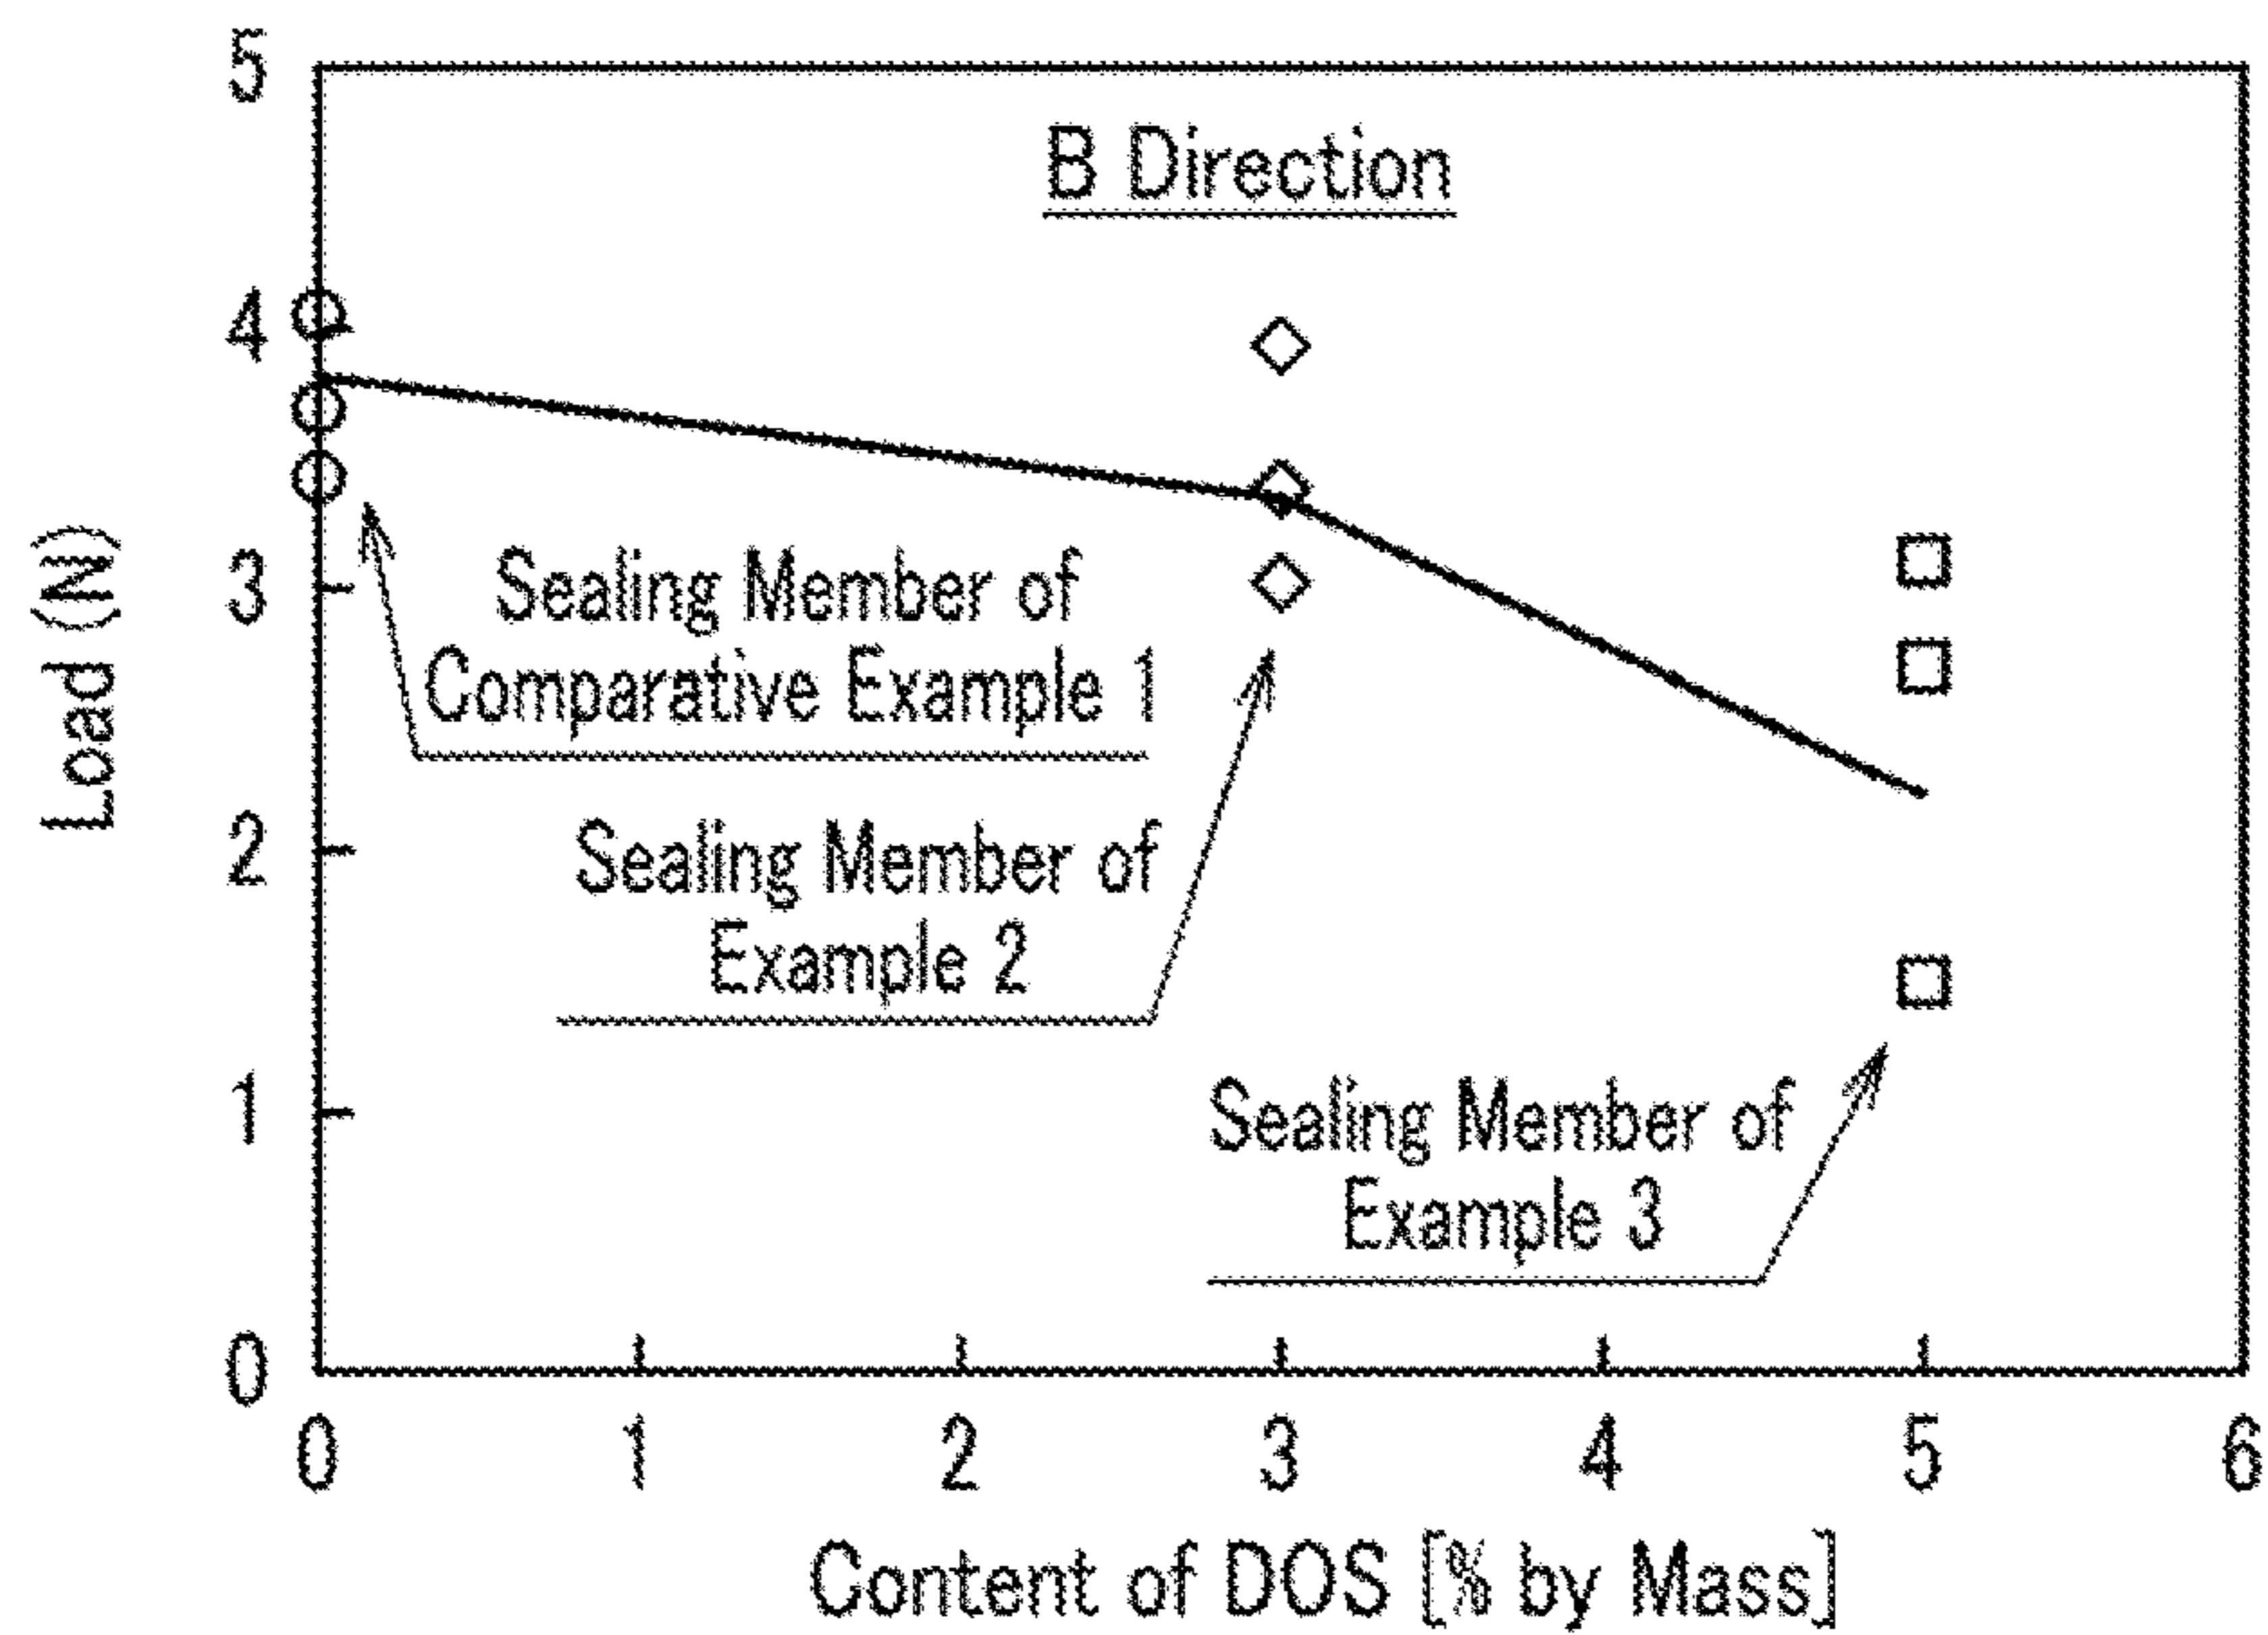 5
B Direction
4
3
Sealing Member of
Comparative Example 1
Load (N)
2
Sealing Member of
Example 2
1
Sealing Member of
Example 3
0
0 1 2 3 4 5 6
Content of DOS [% by Mass]